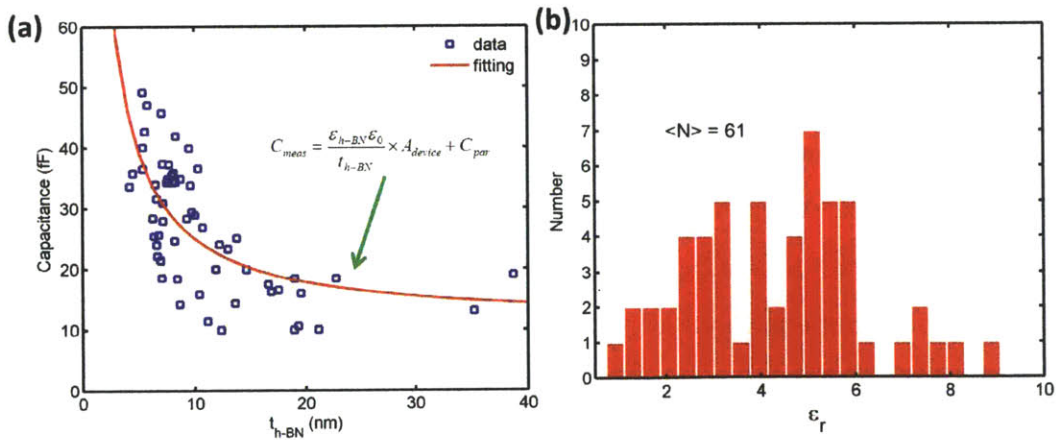 (a)
60
50
40
30
20
10
0
Capacitance (fF)
data
fitting
C_meas = ε_h-BN ε_0 / t_h-BN × A_device + C_par
0 10 20 30 40
t_h-BN (nm)
(b)
10
9
8
7
6
5
4
3
2
1
0
Number
<N> = 61
2 4 6 8 10
ε_r